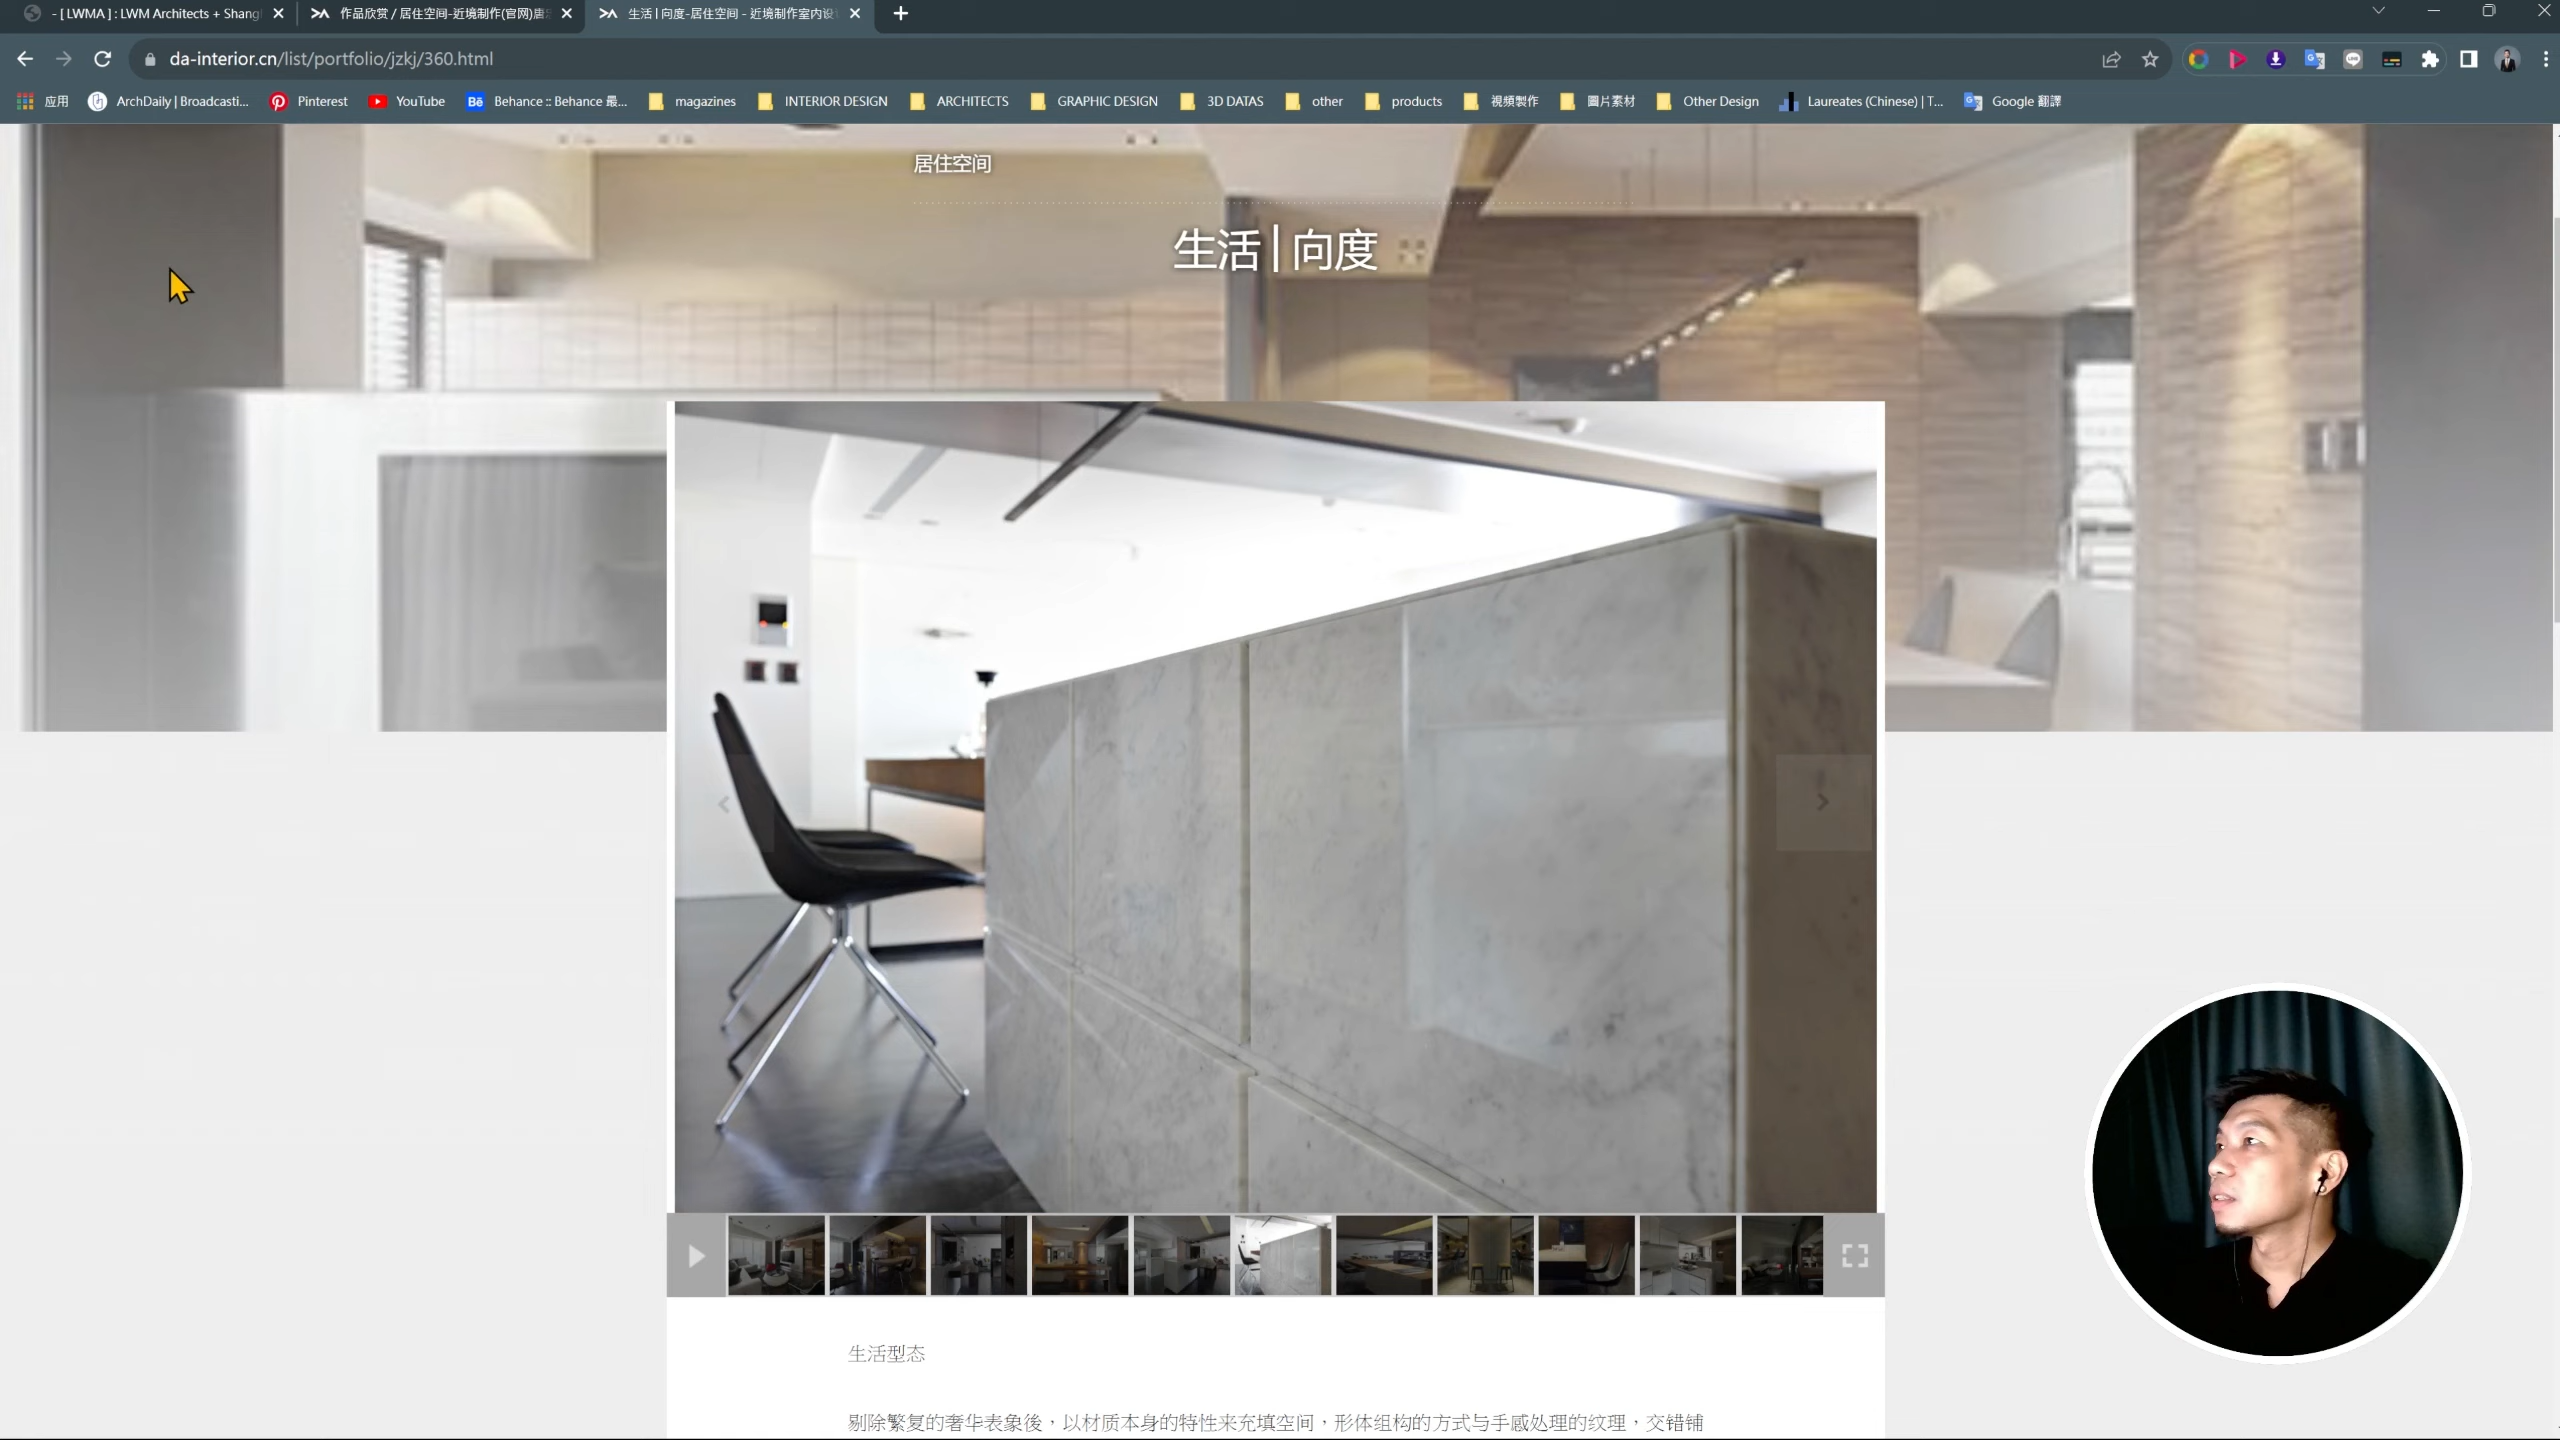 - [ LWMA ] : LWM Architects + Shang
作品欣赏 / 居住空间-近境制作(官网)唐
生活 | 向度-居住空间 - 近境制作室内设
da-interior.cn/list/portfolio/jzkj/360.html
应用
ArchDaily | Broadcasti...
Pinterest
YouTube
Behance :: Behance 最...
magazines
INTERIOR DESIGN
ARCHITECTS
GRAPHIC DESIGN
3D DATAS
other
products
視頻製作
圖片素材
Other Design
Laureates (Chinese) | T...
Google 翻譯
居住空间
生活 | 向度
生活型态
剔除繁复的奢华表象後，以材质本身的特性来充填空间，形体组构的方式与手感处理的纹理，交错铺